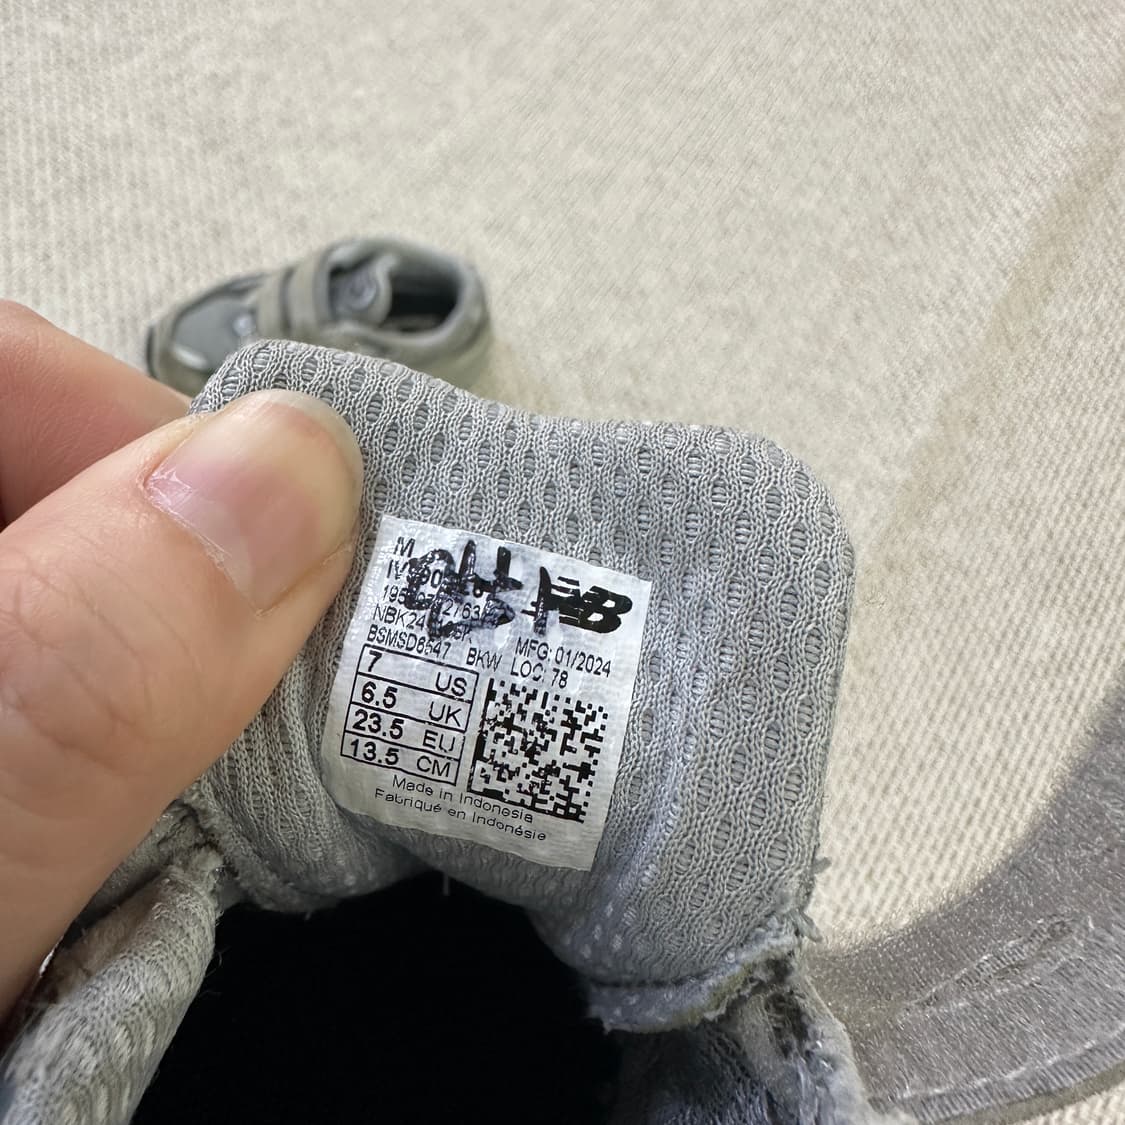 M
NB
BSMSD6547 BKW
MFG: 01/2024
LOC: 78
7 US
6.5 UK
23.5 EU
13.5 CM
Made in Indonesia
Fabriqué en Indonésie